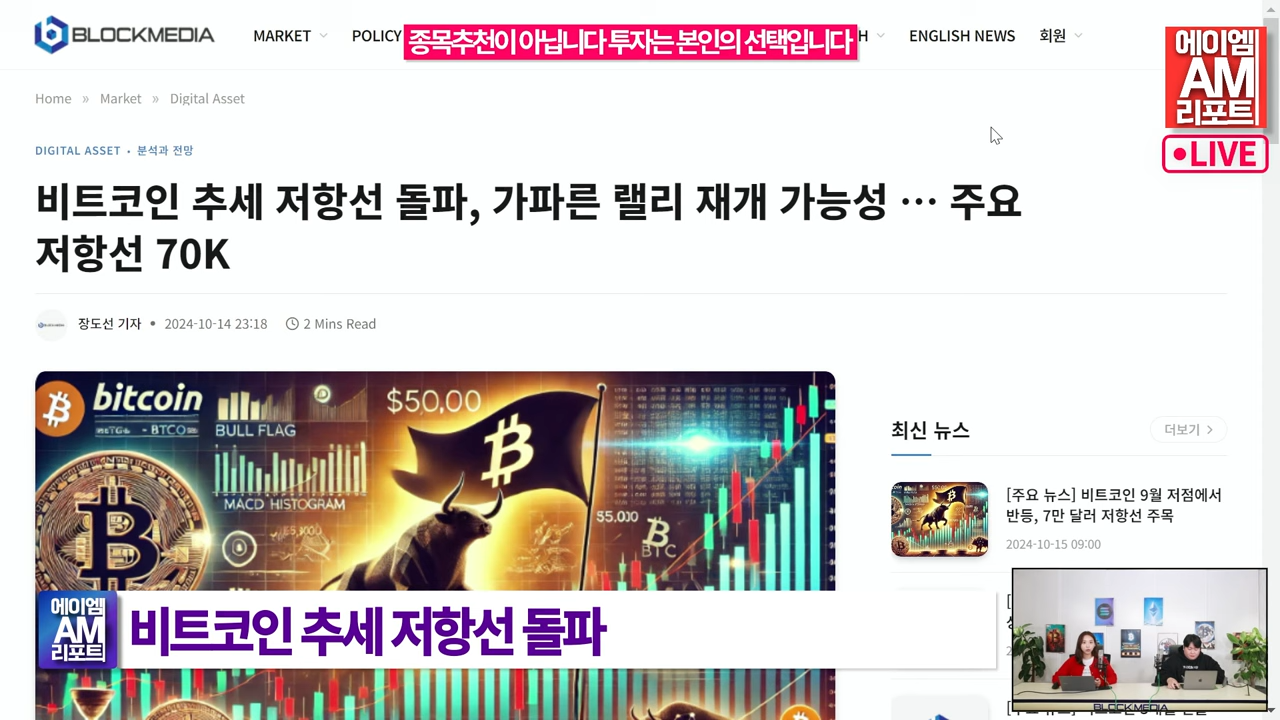 BLOCKMEDIA
MARKET
POLICY
종목추천이 아닙니다 투자는 본인의 선택입니다
H
ENGLISH NEWS
회원
에이엠
AM
리포트
LIVE
Home » Market » Digital Asset
DIGITAL ASSET • 분석과 전망
비트코인 추세 저항선 돌파, 가파른 랠리 재개 가능성 … 주요
저항선 70K
장도선 기자 • 2024-10-14 23:18 2 Mins Read
bitcoin
BTCO
BULL FLAG
MACD HISTOGRAM
$50,00
BTC
최신 뉴스
더보기
[주요 뉴스] 비트코인 9월 저점에서
반등, 7만 달러 저항선 주목
2024-10-15 09:00
에이엠
AM
리포트
비트코인 추세 저항선 돌파
BLOCKMEDIA